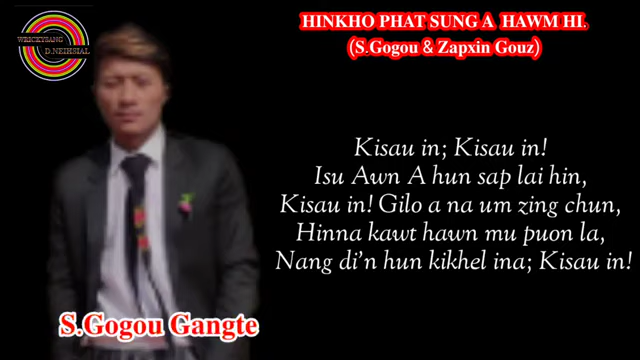 WRICKYSANG
D.NEIHSIAL
HINKHO PHAT SUNG A HAWM HI.
(S.Gogou & Zapxin Gouz)
Kisau in; Kisau in!
Isu Awn A hun sap lai hin,
Kisau in! Gilo a na um zing chun,
Hinna kawt hawn mu puon la,
Nang di'n hun kikhel ina; Kisau in!
S.Gogou Gangte